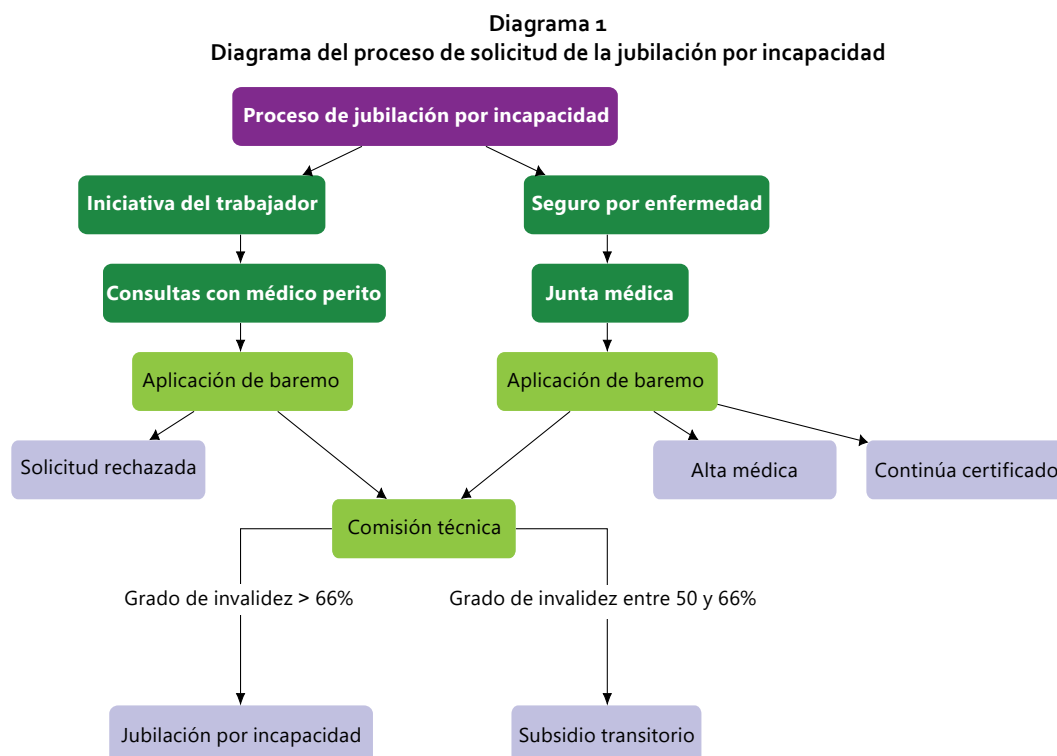 Diagrama 1
Diagrama del proceso de solicitud de la jubilación por incapacidad
Proceso de jubilación por incapacidad
Iniciativa del trabajador
Seguro por enfermedad
Consultas con médico perito
Junta médica
Aplicación de baremo
Aplicación de baremo
Solicitud rechazada
Alta médica
Continúa certificado
Comisión técnica
Grado de invalidez > 66%
Grado de invalidez entre 50 y 66%
Jubilación por incapacidad
Subsidio transitorio